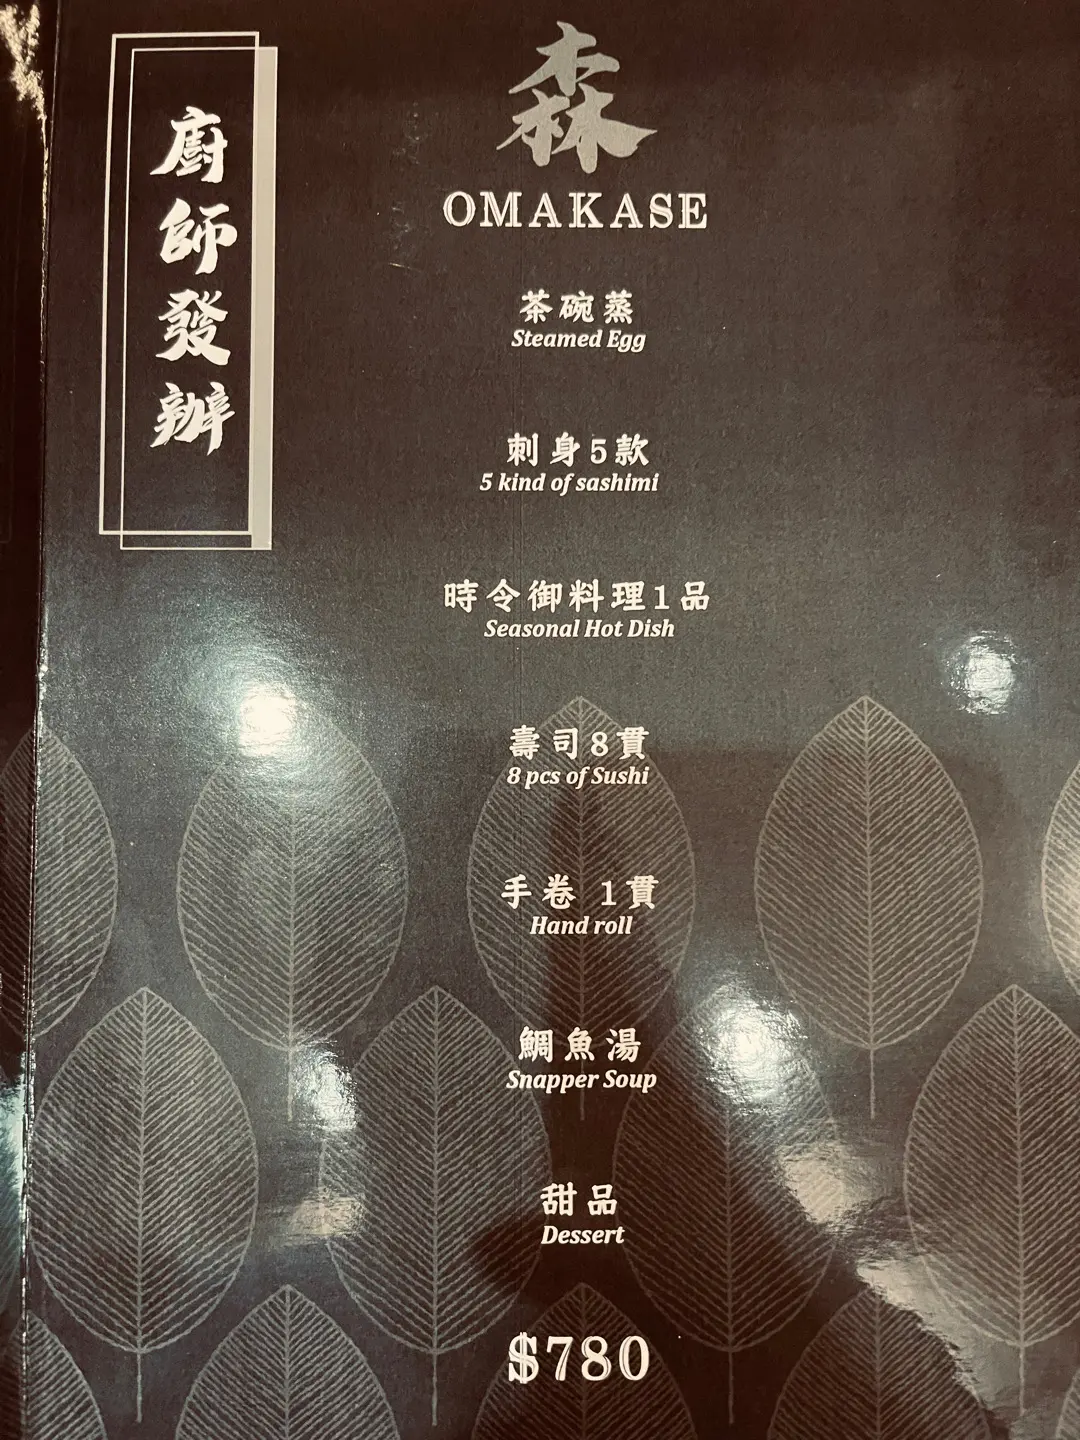 廚師發辦
森
OMAKASE
茶碗蒸
Steamed Egg
刺身5款
5 kind of sashimi
時令御料理1品
Seasonal Hot Dish
壽司8貫
8 pcs of Sushi
手卷 1貫
Hand roll
鯛魚湯
Snapper Soup
甜品
Dessert
$780